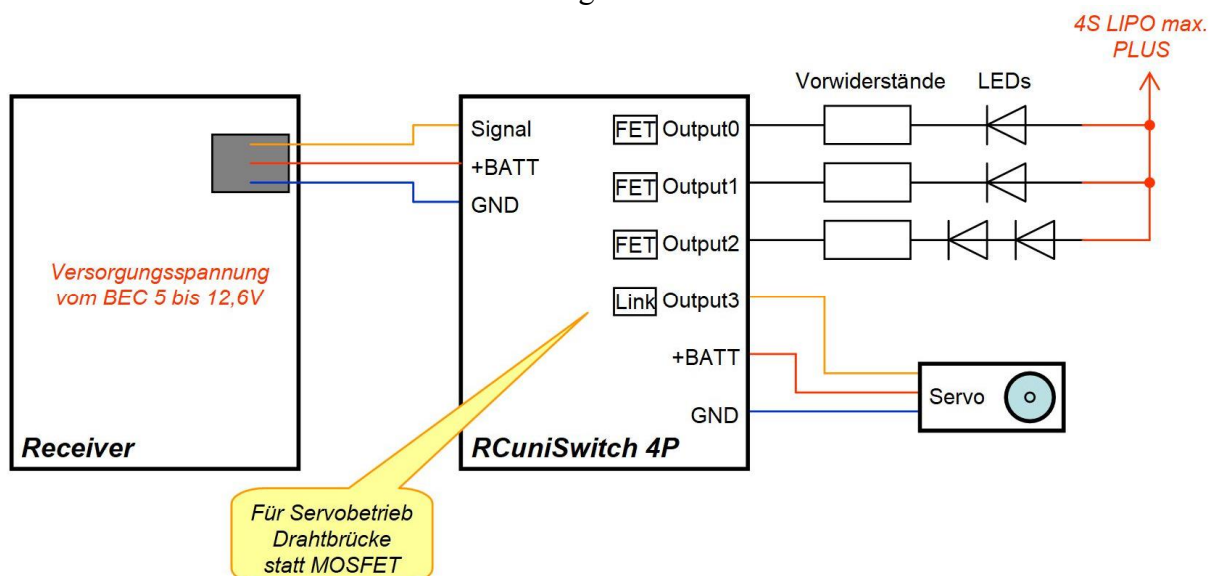 4S LIPO max.
PLUS
Vorwiderstände
LEDs
Signal
+BATT
GND
FET Output0
FET Output1
FET Output2
Link Output3
+BATT
GND
Versorgungsspannung
vom BEC 5 bis 12,6V
Servo
Receiver
RCuniSwitch 4P
Für Servobetrieb
Drahtbrücke
statt MOSFET